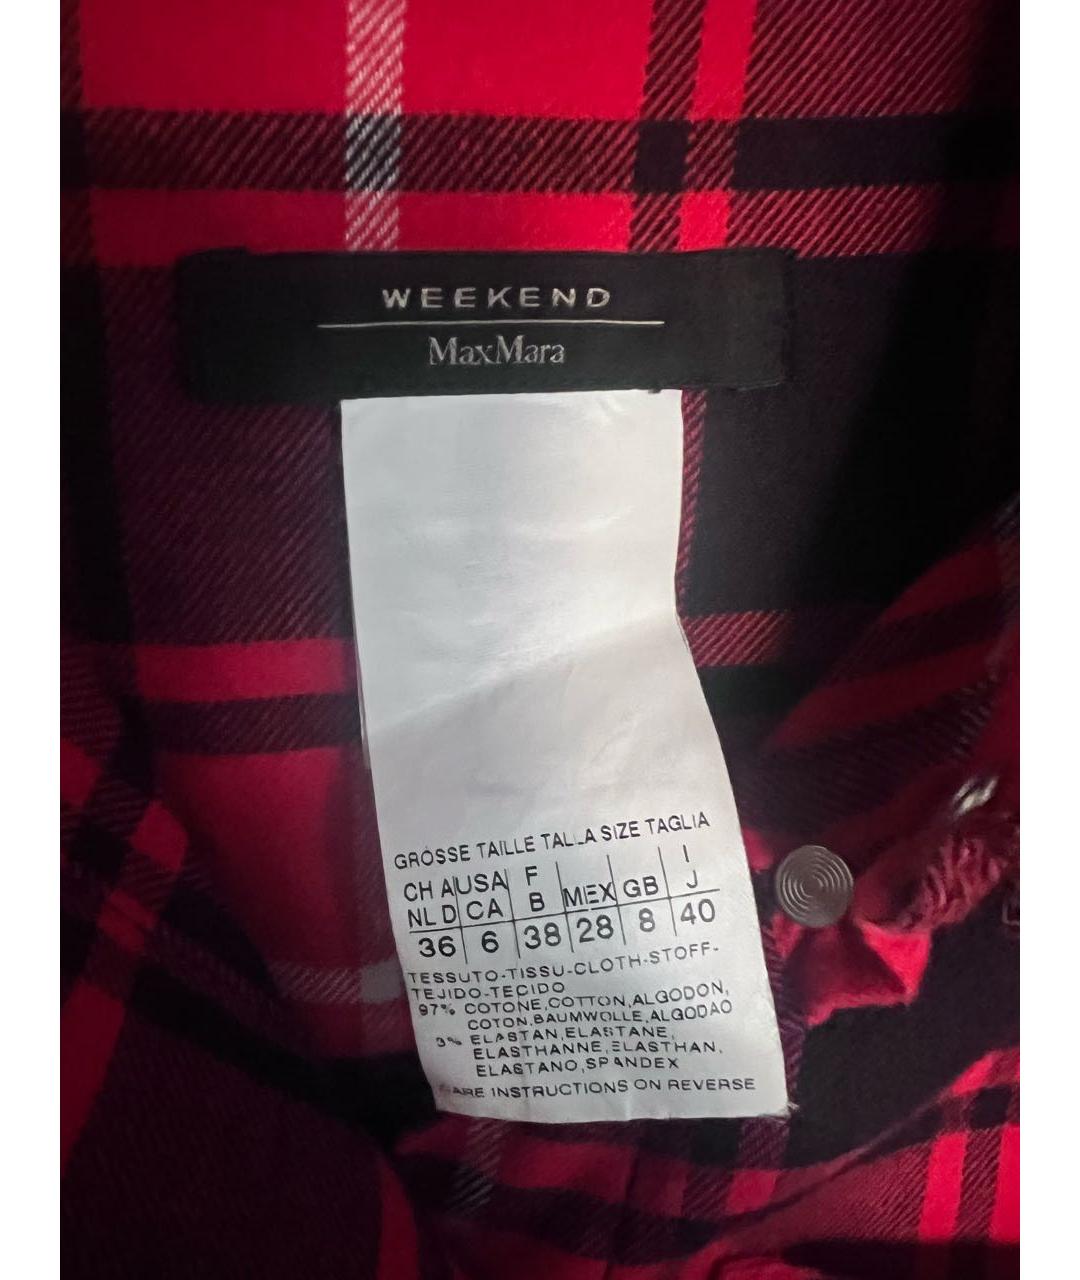 WEEKEND
MaxMara
GRÖSSE TAILLE TALLA SIZE TAGLIA
CH A USA F MEX GB I
NL D CA B J
36 6 38 28 8 40
TESSUTO-TISSU-CLOTH-STOFF-
TEJIDO-TECIDO
97% COTONE,COTTON,ALGODON,
COTON,BAUMWOLLE,ALGODAO
3% ELASTAN,ELASTANE,
ELASTHANNE,ELASTHAN,
ELASTANO,SPANDEX
CARE INSTRUCTIONS ON REVERSE